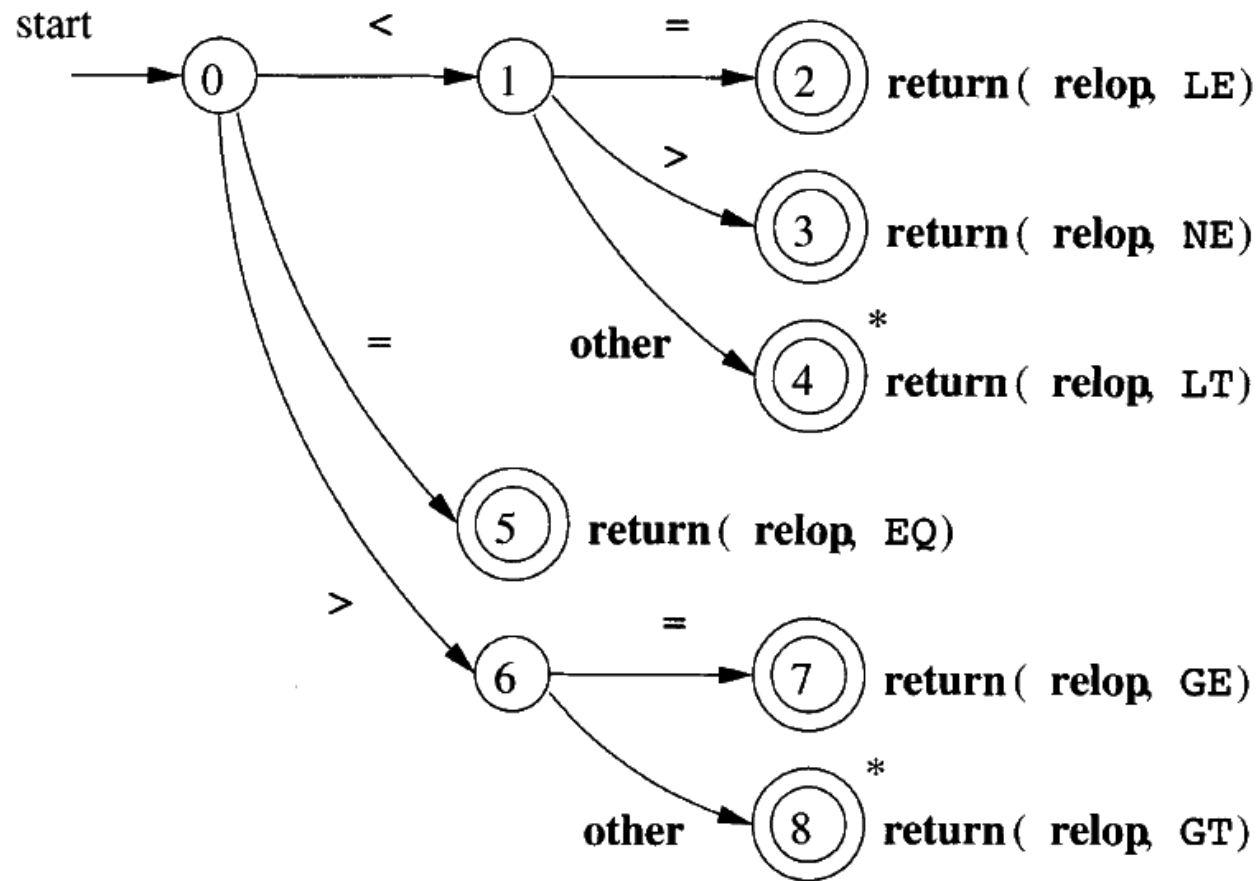 start
<
=
0
1
2
return( relop, LE)
>
3
return( relop, NE)
*
=
other
4
return( relop, LT)
5
return( relop, EQ)
>
=
6
7
return( relop, GE)
*
other
8
return( relop, GT)